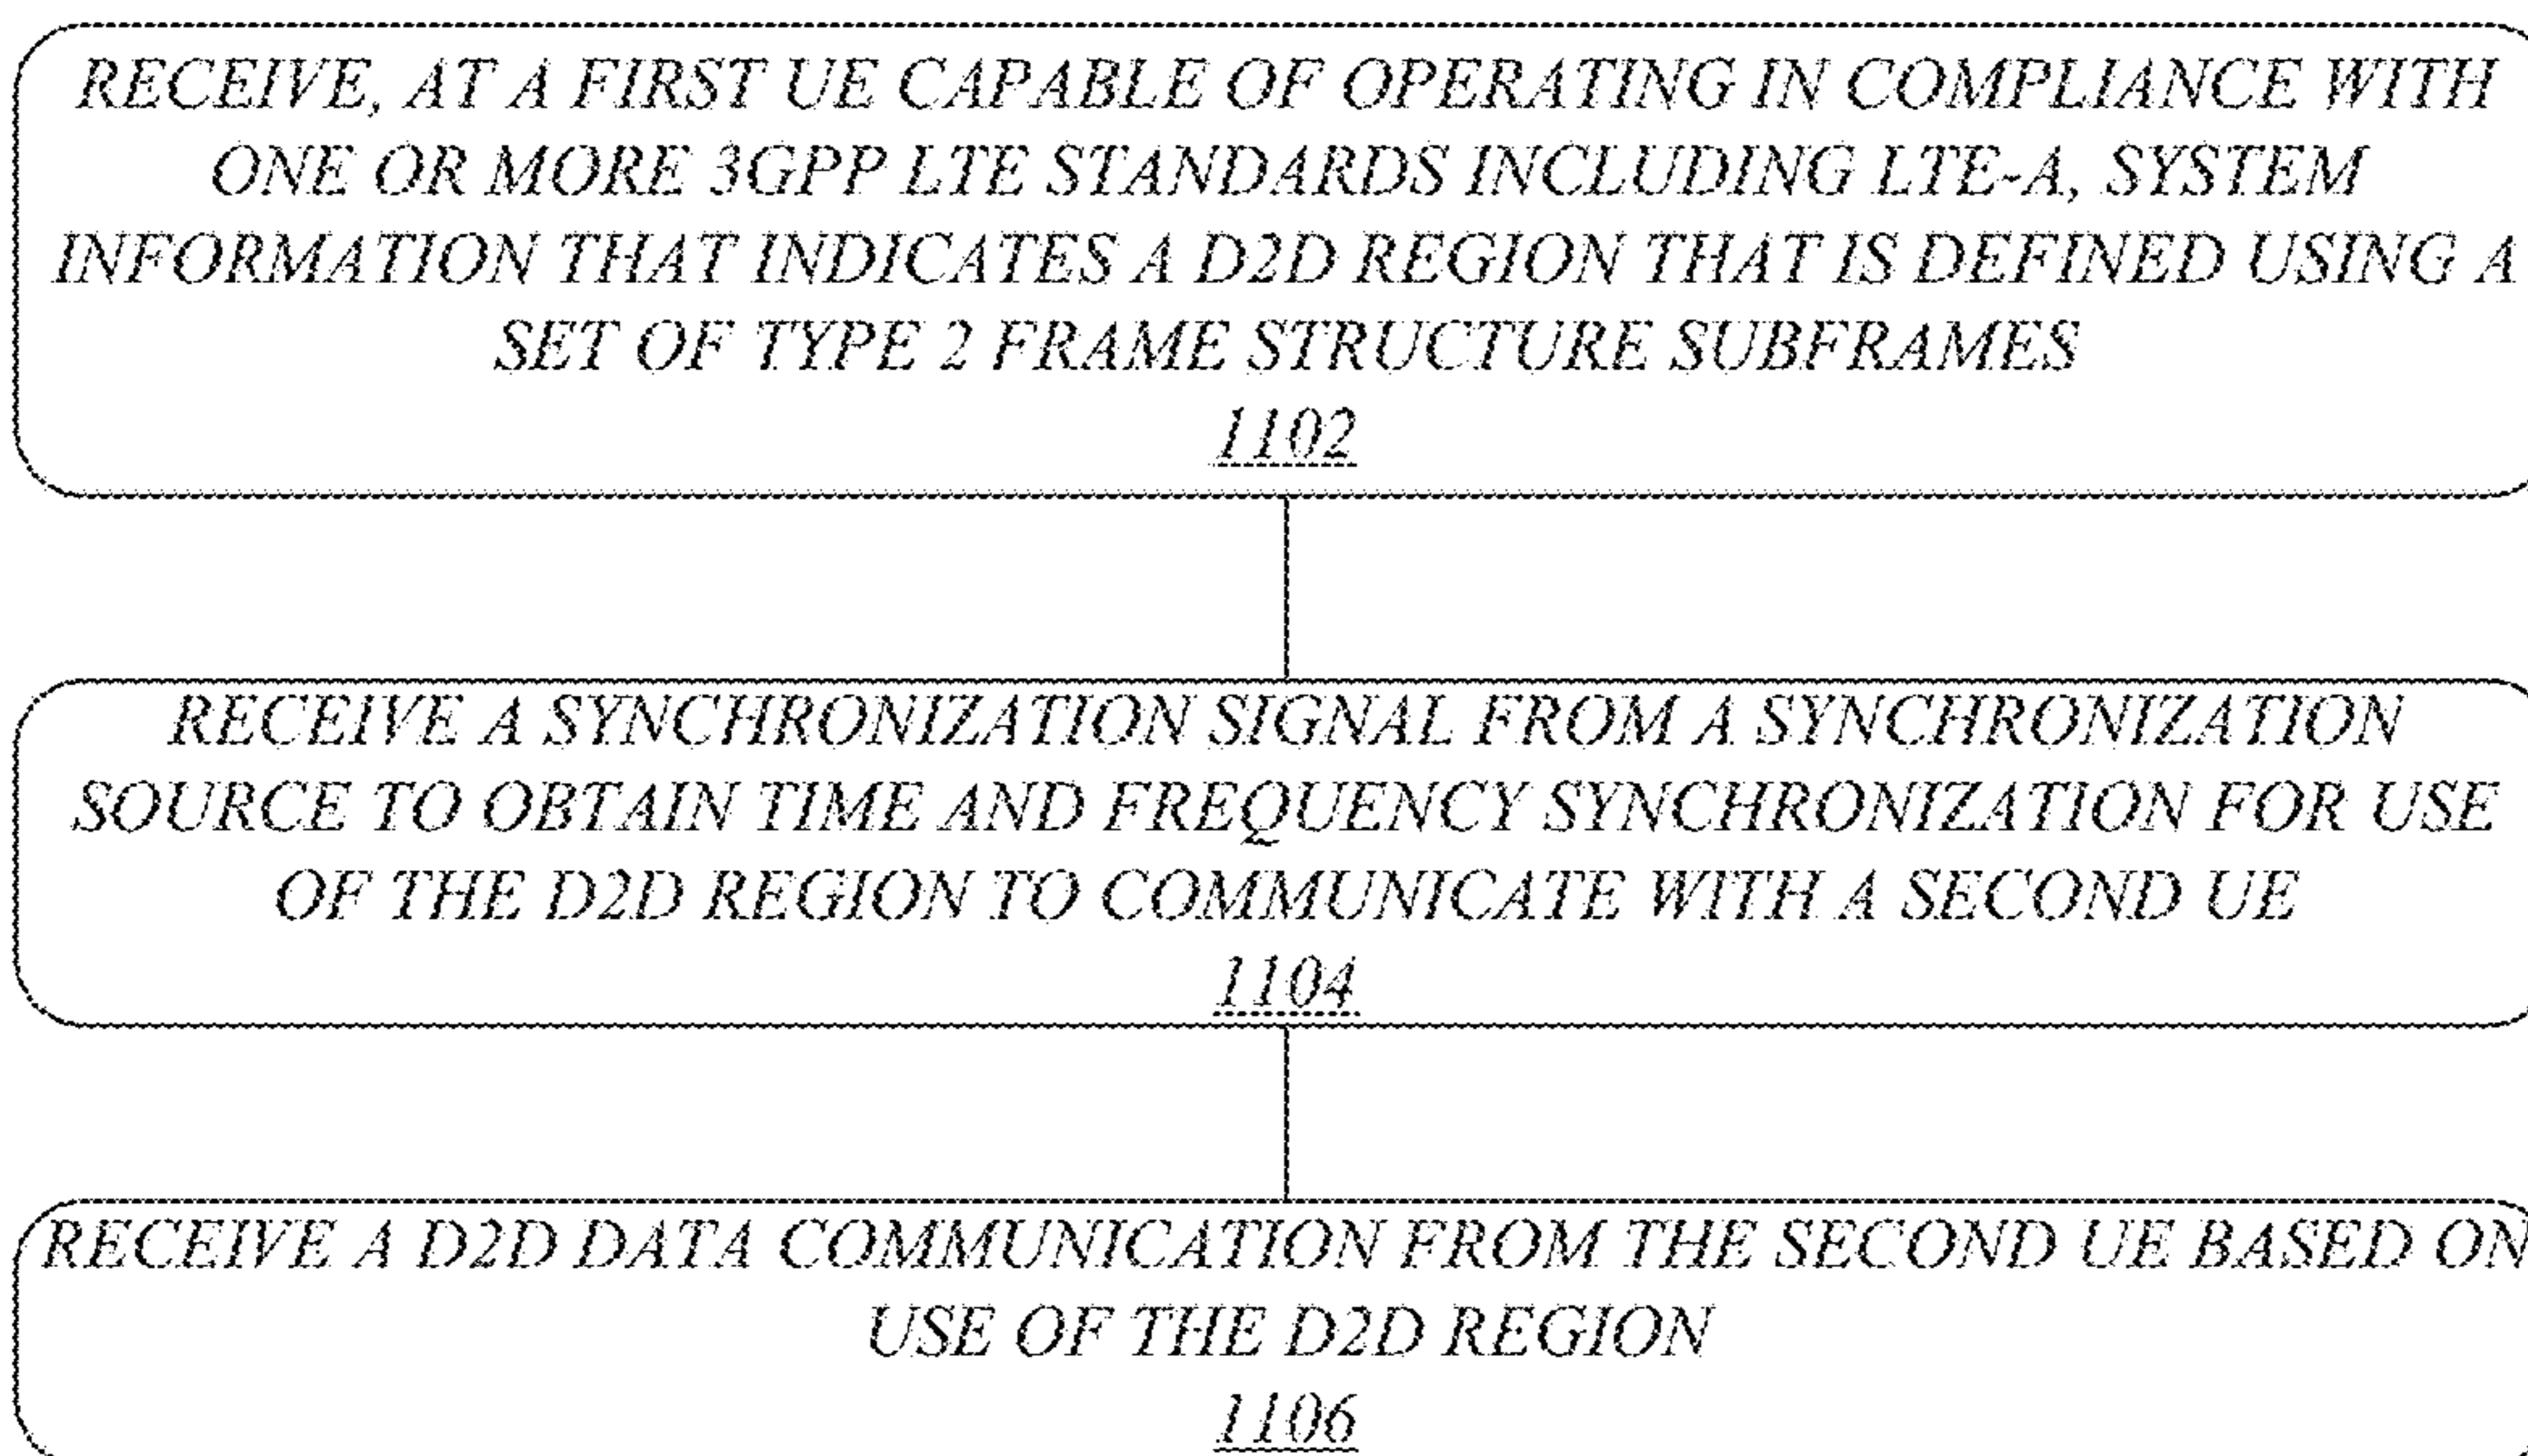 RECEIVE, AT A FIRST UE CAPABLE OF OPERATING IN COMPLIANCE WITH
ONE OR MORE 3GPP LTE STANDARDS INCLUDING LTE-A, SYSTEM
INFORMATION THAT INDICATES A D2D REGION THAT IS DEFINED USING A
SET OF TYPE 2 FRAME STRUCTURE SUBFRAMES
1102
RECEIVE A SYNCHRONIZATION SIGNAL FROM A SYNCHRONIZATION
SOURCE TO OBTAIN TIME AND FREQUENCY SYNCHRONIZATION FOR USE
OF THE D2D REGION TO COMMUNICATE WITH A SECOND UE
1104
RECEIVE A D2D DATA COMMUNICATION FROM THE SECOND UE BASED ON
USE OF THE D2D REGION
1106